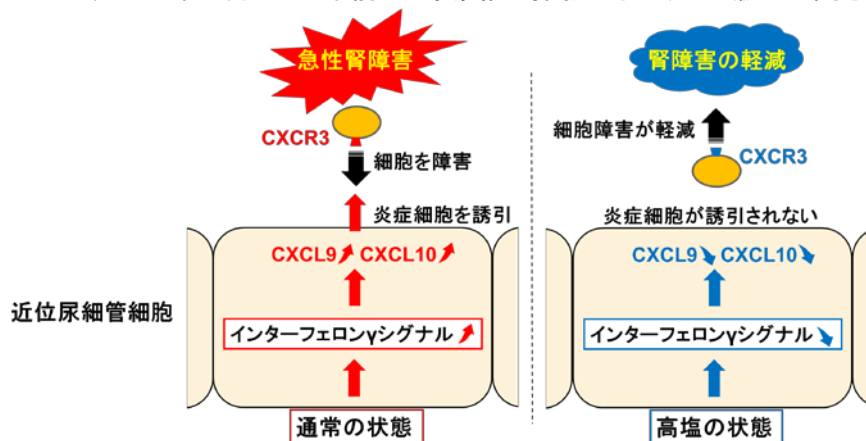 急性腎障害
CXCR3
細胞を障害
炎症細胞を誘引
CXCL9 CXCL10
インターフェロンγシグナル
通常の状態
近位尿細管細胞
腎障害の軽減
細胞障害が軽減
CXCR3
炎症細胞が誘引されない
CXCL9 CXCL10
インターフェロンγシグナル
高塩の状態